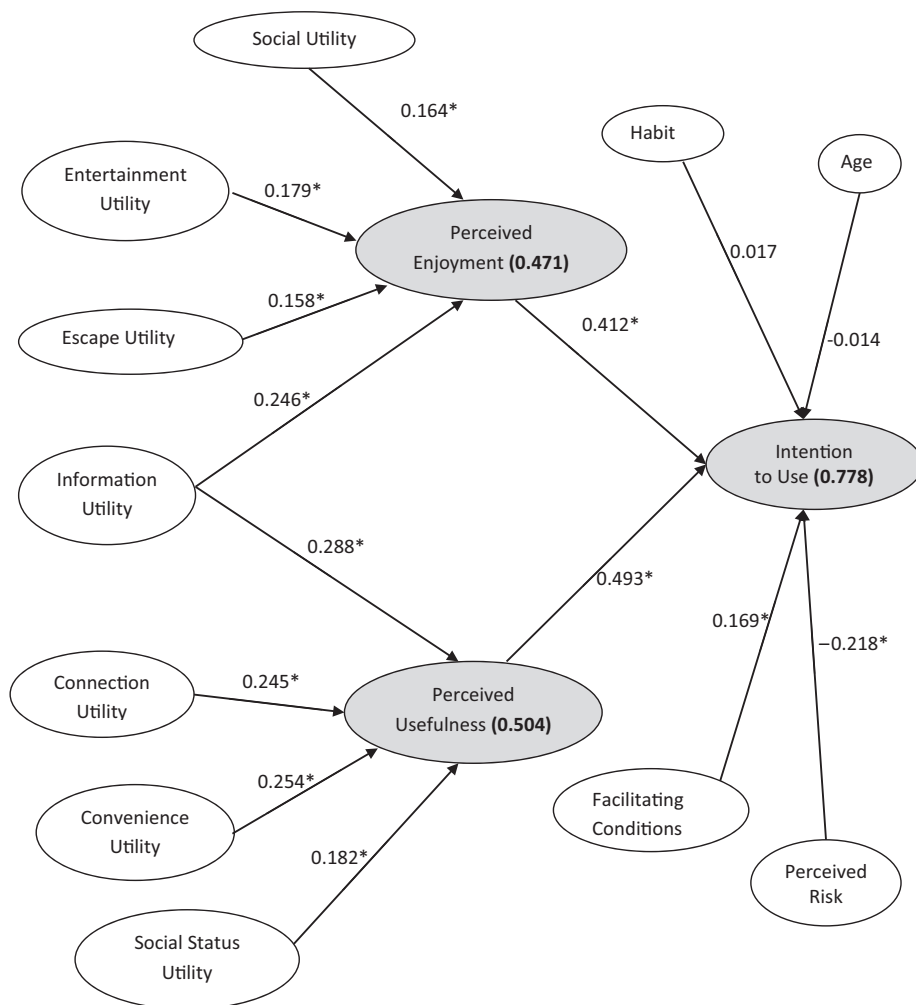 Social Utility
0.164*
Habit
Age
Entertainment
Utility
0.179*
Perceived
Enjoyment (0.471)
0.017
0.158*
Escape Utility
0.412*
-0.014
0.246*
Intention
to Use (0.778)
Information
Utility
0.288*
0.493*
0.169*
−0.218*
Connection
Utility
0.245*
Perceived
Usefulness (0.504)
0.254*
Convenience
Utility
Facilitating
Conditions
0.182*
Perceived
Risk
Social Status
Utility